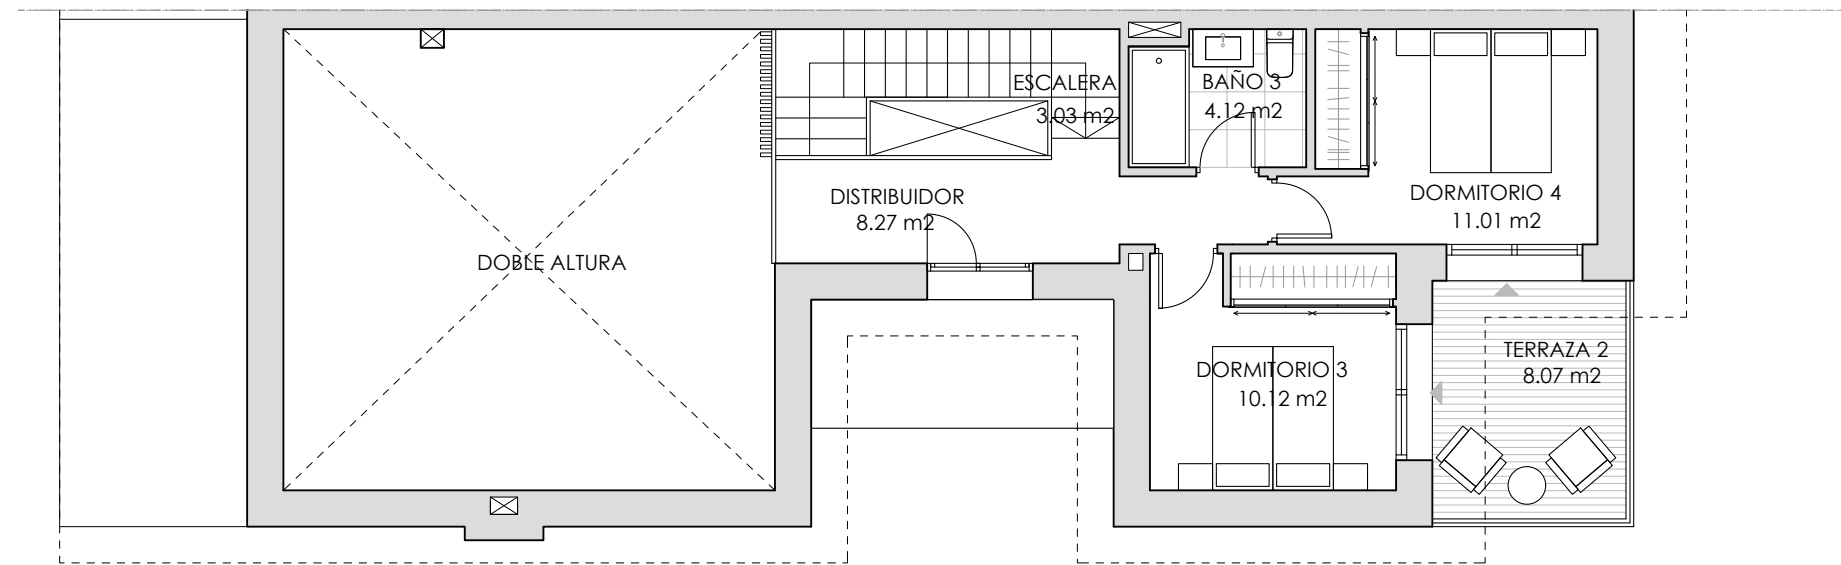 ESCALERA
3.03 m2
BAÑO 3
4.12 m2
DISTRIBUIDOR
8.27 m2
DORMITORIO 4
11.01 m2
DOBLE ALTURA
DORMITORIO 3
10.12 m2
TERRAZA 2
8.07 m2